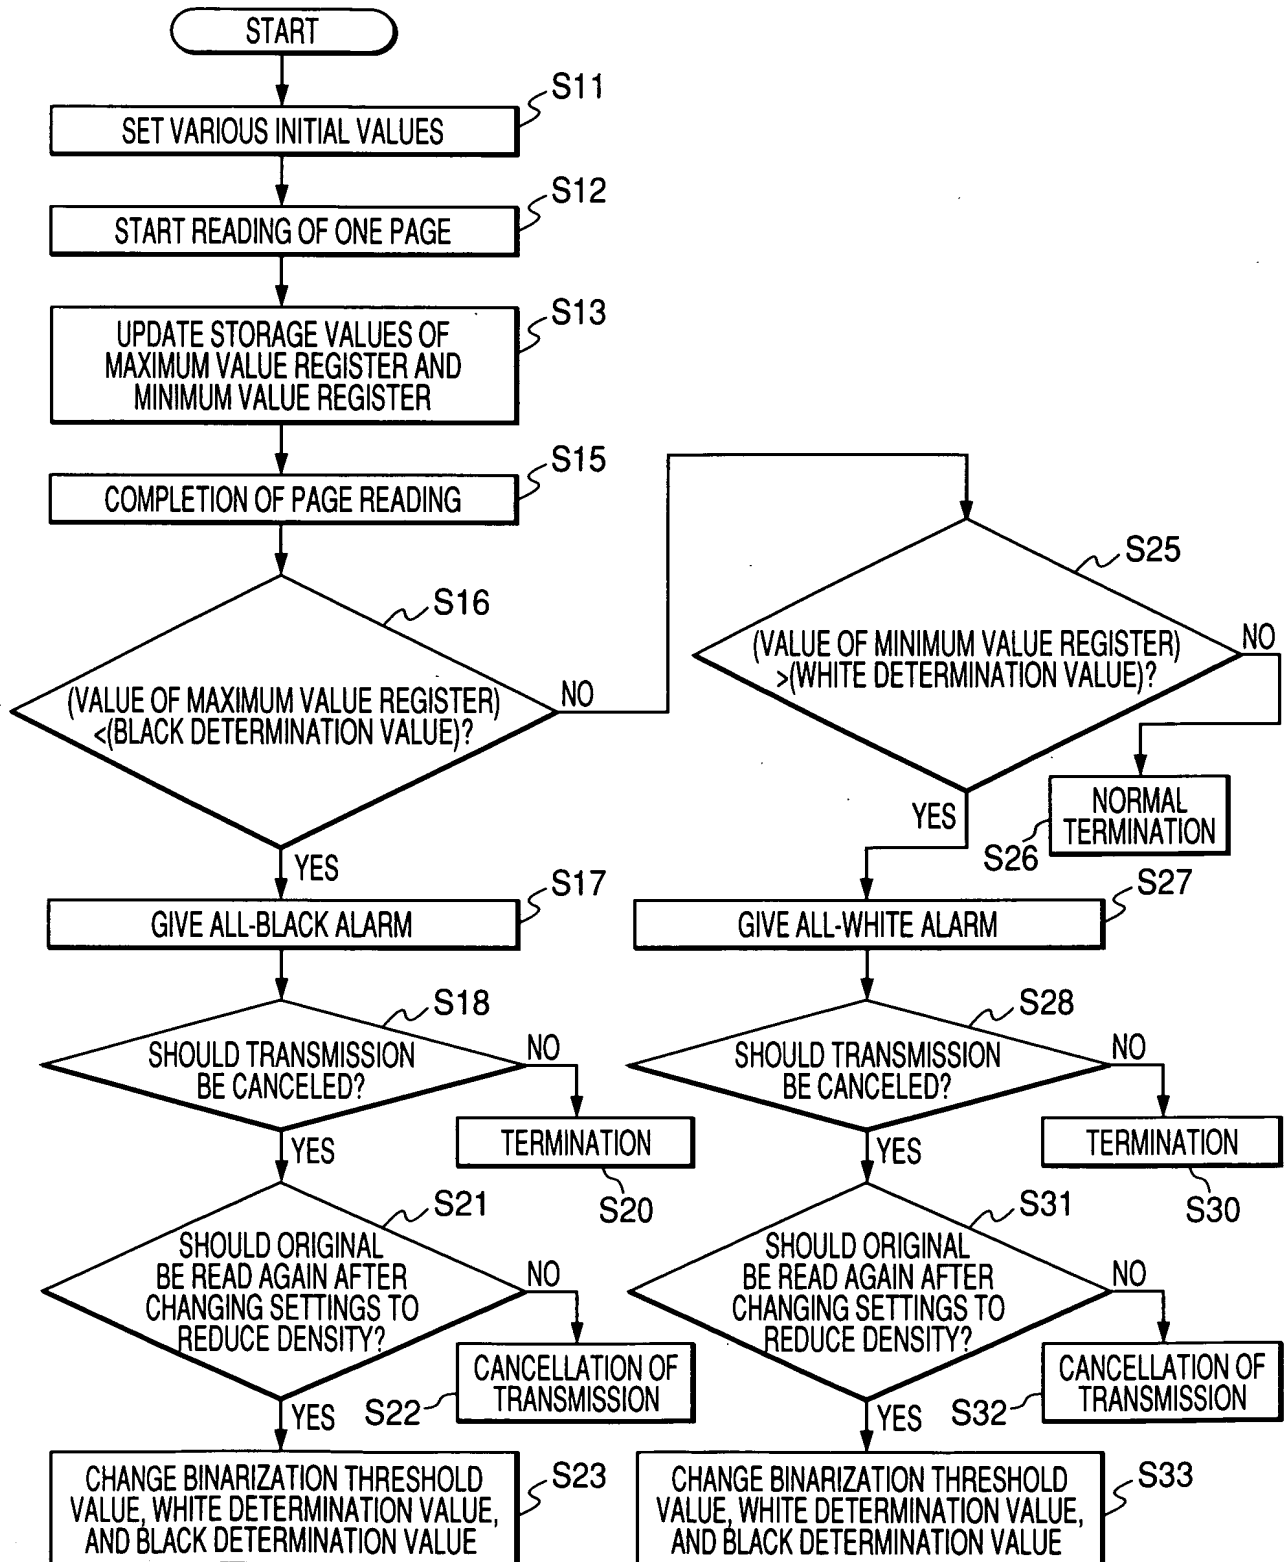 START
S11
SET VARIOUS INITIAL VALUES
S12
START READING OF ONE PAGE
S13
UPDATE STORAGE VALUES OF
MAXIMUM VALUE REGISTER AND
MINIMUM VALUE REGISTER
S15
COMPLETION OF PAGE READING
S16
(VALUE OF MAXIMUM VALUE REGISTER)
<(BLACK DETERMINATION VALUE)?
NO
YES
S25
(VALUE OF MINIMUM VALUE REGISTER)
>(WHITE DETERMINATION VALUE)?
NO
YES
NORMAL
TERMINATION
S26
S17
GIVE ALL-BLACK ALARM
S18
SHOULD TRANSMISSION
BE CANCELED?
NO
YES
TERMINATION
S20
S21
SHOULD ORIGINAL
BE READ AGAIN AFTER
CHANGING SETTINGS TO
REDUCE DENSITY?
NO
YES
CANCELLATION OF
TRANSMISSION
S22
S23
CHANGE BINARIZATION THRESHOLD
VALUE, WHITE DETERMINATION VALUE,
AND BLACK DETERMINATION VALUE
S27
GIVE ALL-WHITE ALARM
S28
SHOULD TRANSMISSION
BE CANCELED?
NO
YES
TERMINATION
S30
S31
SHOULD ORIGINAL
BE READ AGAIN AFTER
CHANGING SETTINGS TO
REDUCE DENSITY?
NO
YES
CANCELLATION OF
TRANSMISSION
S32
S33
CHANGE BINARIZATION THRESHOLD
VALUE, WHITE DETERMINATION VALUE,
AND BLACK DETERMINATION VALUE